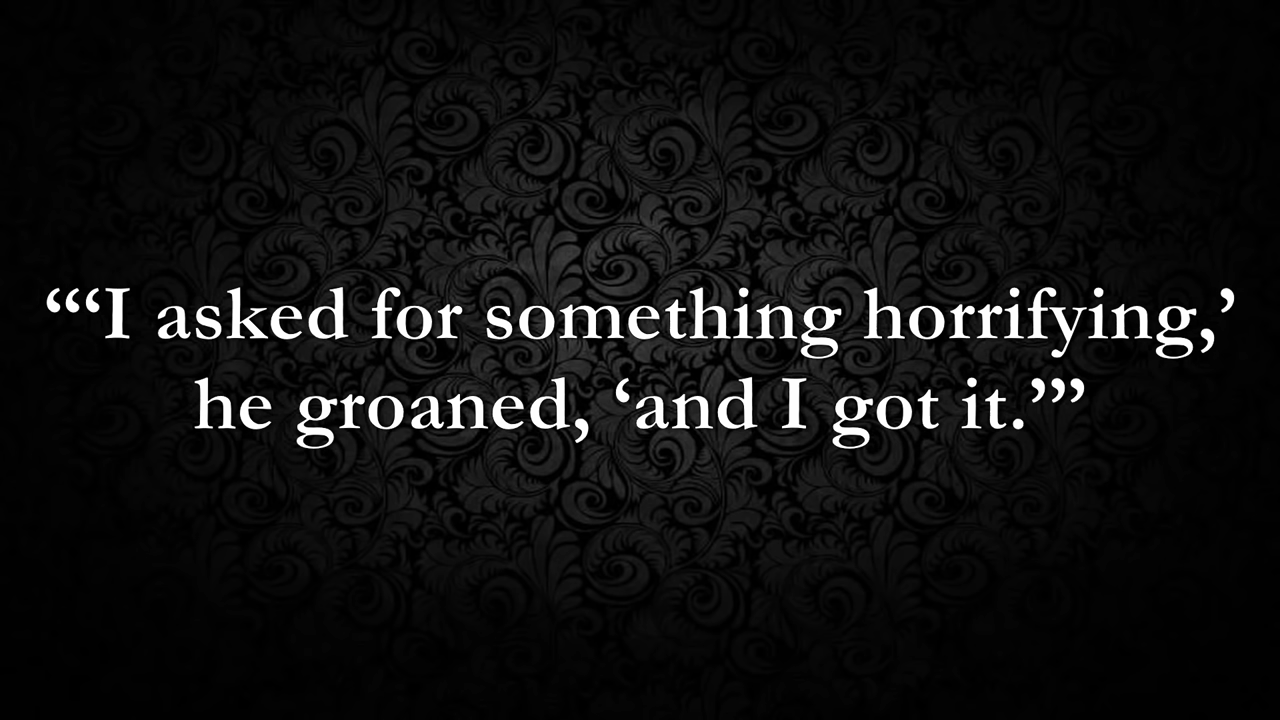 “‘“I asked for something horrifying,’
he groaned, ‘and I got it.’”